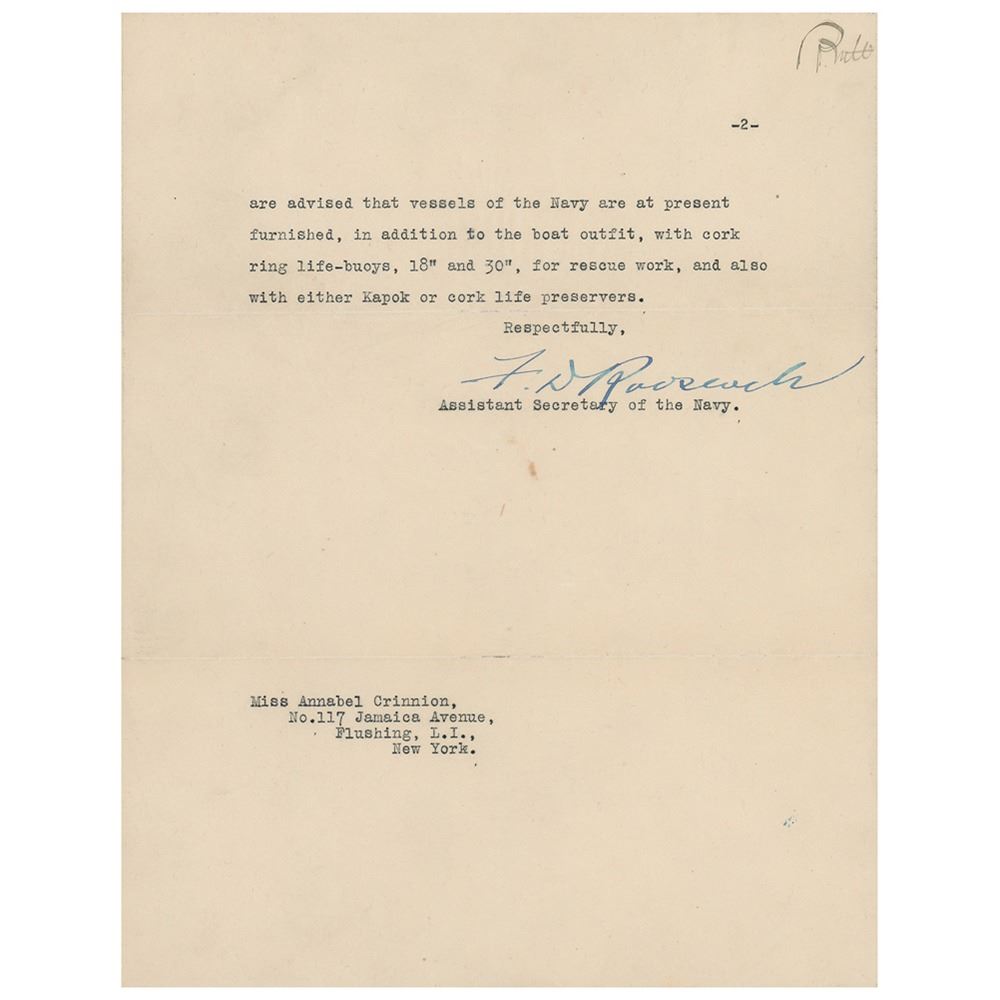 -2-
are advised that vessels of the Navy are at present
furnished, in addition to the boat outfit, with cork
ring life-buoys, 18" and 30", for rescue work, and also
with either Kapok or cork life preservers.
Respectfully,
F. D Roosevelt
Assistant Secretary of the Navy.
Miss Annabel Crinnion,
No.117 Jamaica Avenue,
Flushing, L.I.,
New York.